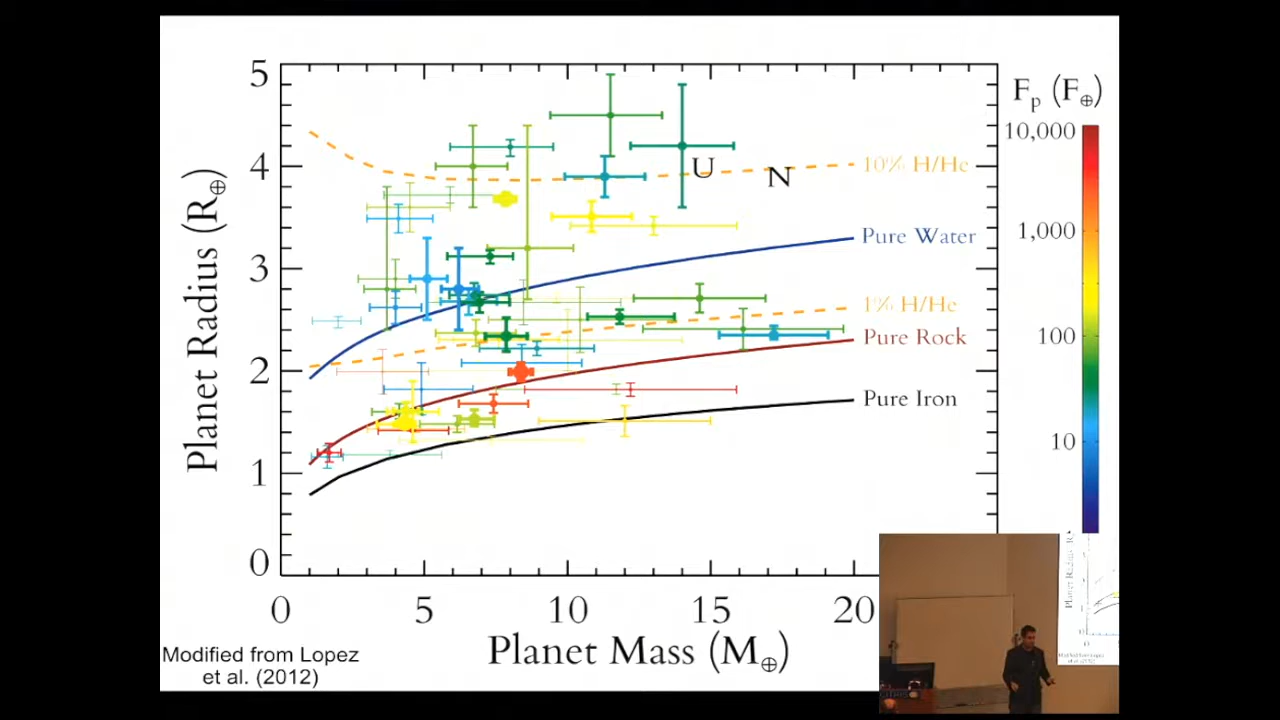 5
4
3
2
1
0
0
5
10
15
20
Planet Radius (R⊕)
Planet Mass (M⊕)
U
N
10% H/He
Pure Water
1% H/He
Pure Rock
Pure Iron
Fp (F⊕)
10,000
1,000
100
10
Modified from Lopez
et al. (2012)